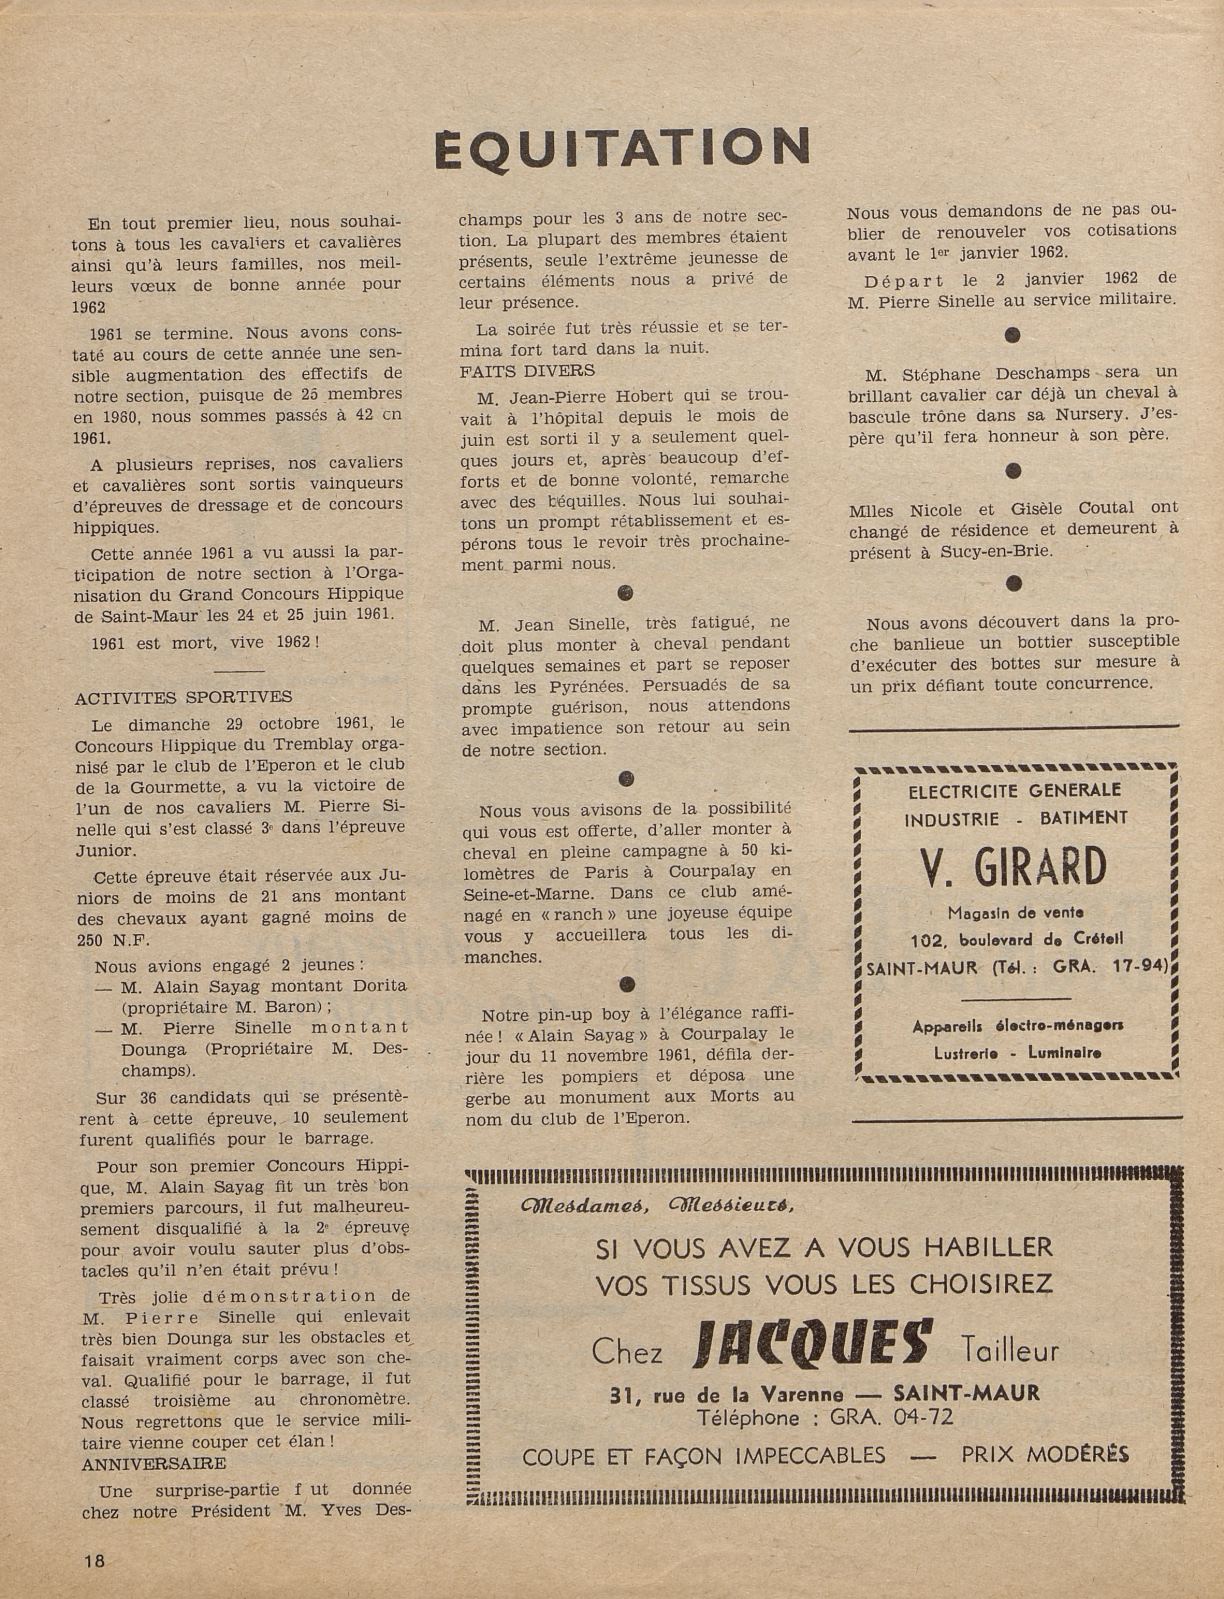 ÉQUITATION
En tout premier lieu, nous souhai-
tons à tous les cavaliers et cavalières
ainsi qu'à leurs familles, nos meil-
leurs vœux de bonne année pour
1962
1961 se termine. Nous avons cons-
taté au cours de cette année une sen-
sible augmentation des effectifs de
notre section, puisque de 25 membres
en 1960, nous sommes passés à 42 en
1961.
A plusieurs reprises, nos cavaliers
et cavalières sont sortis vainqueurs
d'épreuves de dressage et de concours
hippiques.
Cette année 1961 a vu aussi la par-
ticipation de notre section à l'Orga-
nisation du Grand Concours Hippique
de Saint-Maur les 24 et 25 juin 1961.
1961 est mort, vive 1962 !
ACTIVITES SPORTIVES
Le dimanche 29 octobre 1961, le
Concours Hippique du Tremblay orga-
nisé par le club de l'Eperon et le club
de la Gourmette, a vu la victoire de
l'un de nos cavaliers M. Pierre Si-
nelle qui s'est classé 3e dans l'épreuve
Junior.
Cette épreuve était réservée aux Ju-
niors de moins de 21 ans montant
des chevaux ayant gagné moins de
250 N.F.
Nous avions engagé 2 jeunes :
— M. Alain Sayag montant Dorita
(propriétaire M. Baron) ;
— M. Pierre Sinelle montant
Dounga (Propriétaire M. Des-
champs).
Sur 36 candidats qui se présentè-
rent à cette épreuve, 10 seulement
furent qualifiés pour le barrage.
Pour son premier Concours Hippi-
que, M. Alain Sayag fit un très bon
premiers parcours, il fut malheureu-
sement disqualifié à la 2e épreuve
pour avoir voulu sauter plus d'obs-
tacles qu'il n'en était prévu !
Très jolie démonstration de
M. Pierre Sinelle qui enlevait
très bien Dounga sur les obstacles et
faisait vraiment corps avec son che-
val. Qualifié pour le barrage, il fut
classé troisième au chronomètre.
Nous regrettons que le service mili-
taire vienne couper cet élan !
ANNIVERSAIRE
Une surprise-partie f ut donnée
chez notre Président M. Yves Des-
champs pour les 3 ans de notre sec-
tion. La plupart des membres étaient
présents, seule l'extrême jeunesse de
certains éléments nous a privé de
leur présence.
La soirée fut très réussie et se ter-
mina fort tard dans la nuit.
FAITS DIVERS
M. Jean-Pierre Hobert qui se trou-
vait à l'hôpital depuis le mois de
juin est sorti il y a seulement quel-
ques jours et, après beaucoup d'ef-
forts et de bonne volonté, remarche
avec des béquilles. Nous lui souhai-
tons un prompt rétablissement et es-
pérons tous le revoir très prochaine-
ment parmi nous.
M. Jean Sinelle, très fatigué, ne
doit plus monter à cheval pendant
quelques semaines et part se reposer
dans les Pyrénées. Persuadés de sa
prompte guérison, nous attendons
avec impatience son retour au sein
de notre section.
Nous vous avisons de la possibilité
qui vous est offerte, d'aller monter à
cheval en pleine campagne à 50 ki-
lomètres de Paris à Courpalay en
Seine-et-Marne. Dans ce club amé-
nagé en « ranch » une joyeuse équipe
vous y accueillera tous les di-
manches.
Notre pin-up boy à l'élégance raffi-
née ! « Alain Sayag » à Courpalay le
jour du 11 novembre 1961, défila der-
rière les pompiers et déposa une
gerbe au monument aux Morts au
nom du club de l'Eperon.
Nous vous demandons de ne pas ou-
blier de renouveler vos cotisations
avant le 1er janvier 1962.
Départ le 2 janvier 1962 de
M. Pierre Sinelle au service militaire.
M. Stéphane Deschamps sera un
brillant cavalier car déjà un cheval à
bascule trône dans sa Nursery. J'es-
père qu'il fera honneur à son père.
Mlles Nicole et Gisèle Coutal ont
changé de résidence et demeurent à
présent à Sucy-en-Brie.
Nous avons découvert dans la pro-
che banlieue un bottier susceptible
d'exécuter des bottes sur mesure à
un prix défiant toute concurrence.
ELECTRICITE GENERALE
INDUSTRIE - BATIMENT
V. GIRARD
Magasin de vente
102, boulevard de Créteil
SAINT-MAUR (Tél. : GRA. 17-94)
Appareils électro-ménagers
Lustrerie - Luminaire
Mesdames, Messieurs,
SI VOUS AVEZ A VOUS HABILLER
VOS TISSUS VOUS LES CHOISIREZ
Chez JACQUES Tailleur
31, rue de la Varenne — SAINT-MAUR
Téléphone : GRA. 04-72
COUPE ET FAÇON IMPECCABLES — PRIX MODÉRÉS
18